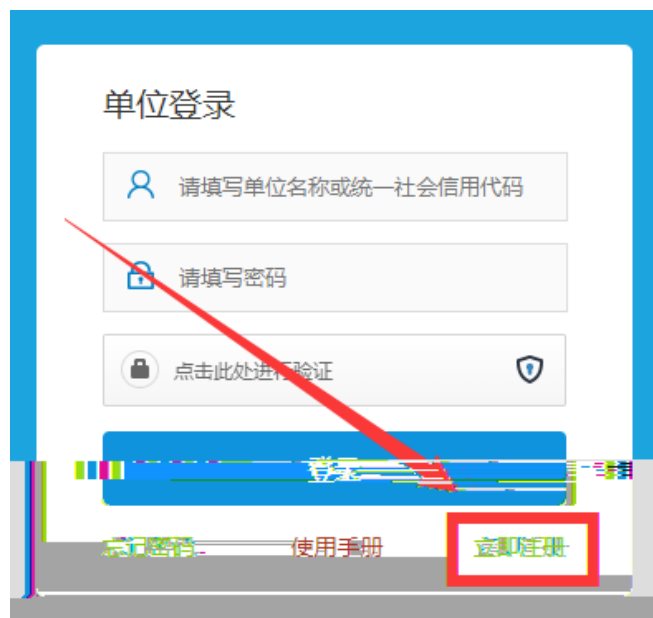 单位登录
请填写单位名称或统一社会信用代码
请填写密码
点击此处进行验证
登录
忘记密码 使用手册 立即注册